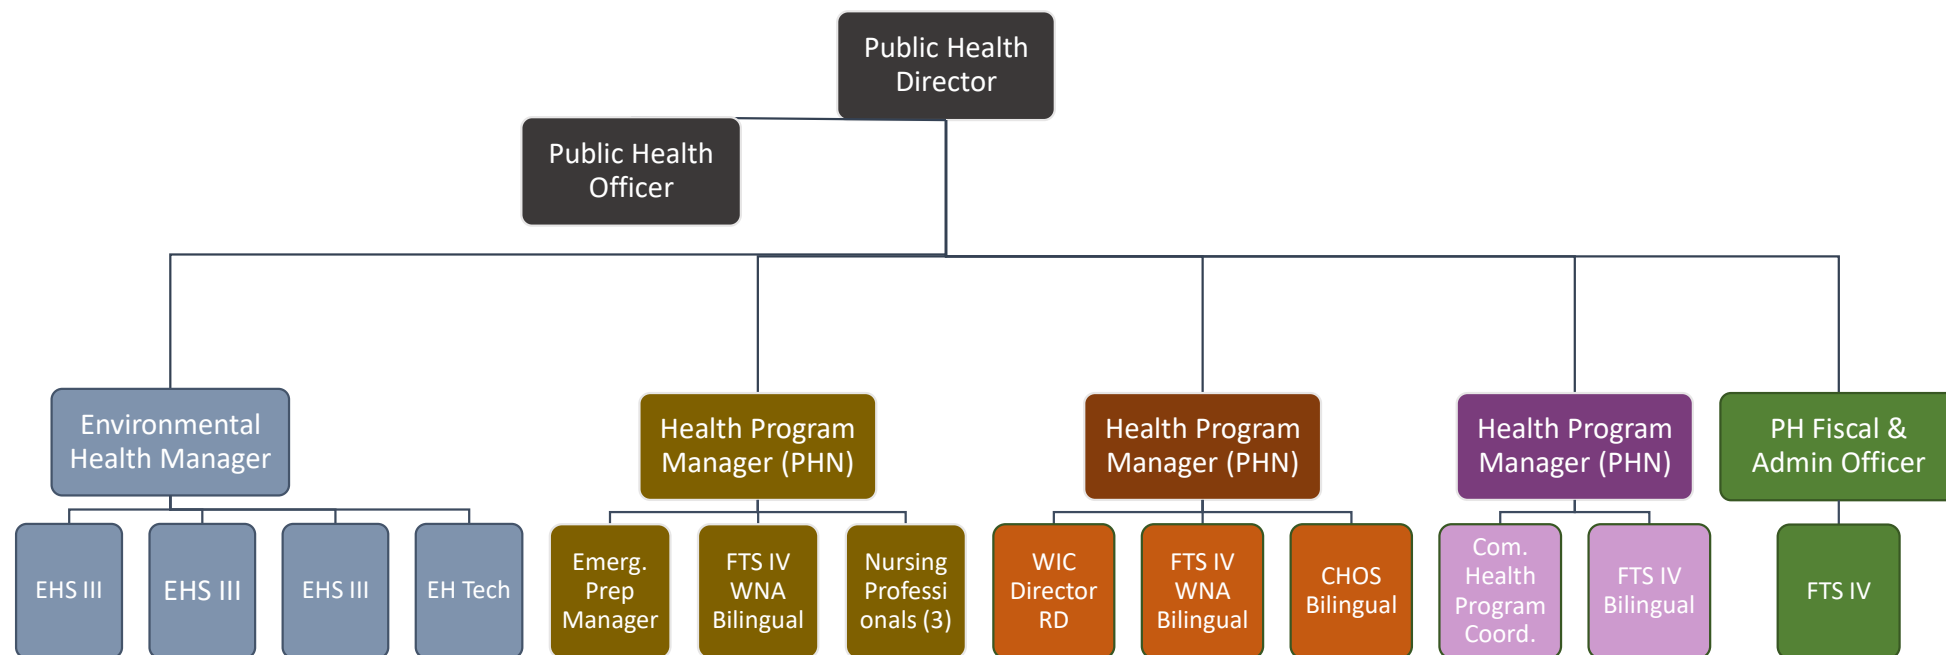 Public Health
Director
Public Health
Officer
Environmental
Health Manager
Health Program
Manager (PHN)
Health Program
Manager (PHN)
Health Program
Manager (PHN)
PH Fiscal &
Admin Officer
EHS III
EHS III
EHS III
EH Tech
Emerg.
Prep
Manager
FTS IV
WNA
Bilingual
Nursing
Professi
onals (3)
WIC
Director
RD
FTS IV
WNA
Bilingual
CHOS
Bilingual
Com.
Health
Program
Coord.
FTS IV
Bilingual
FTS IV